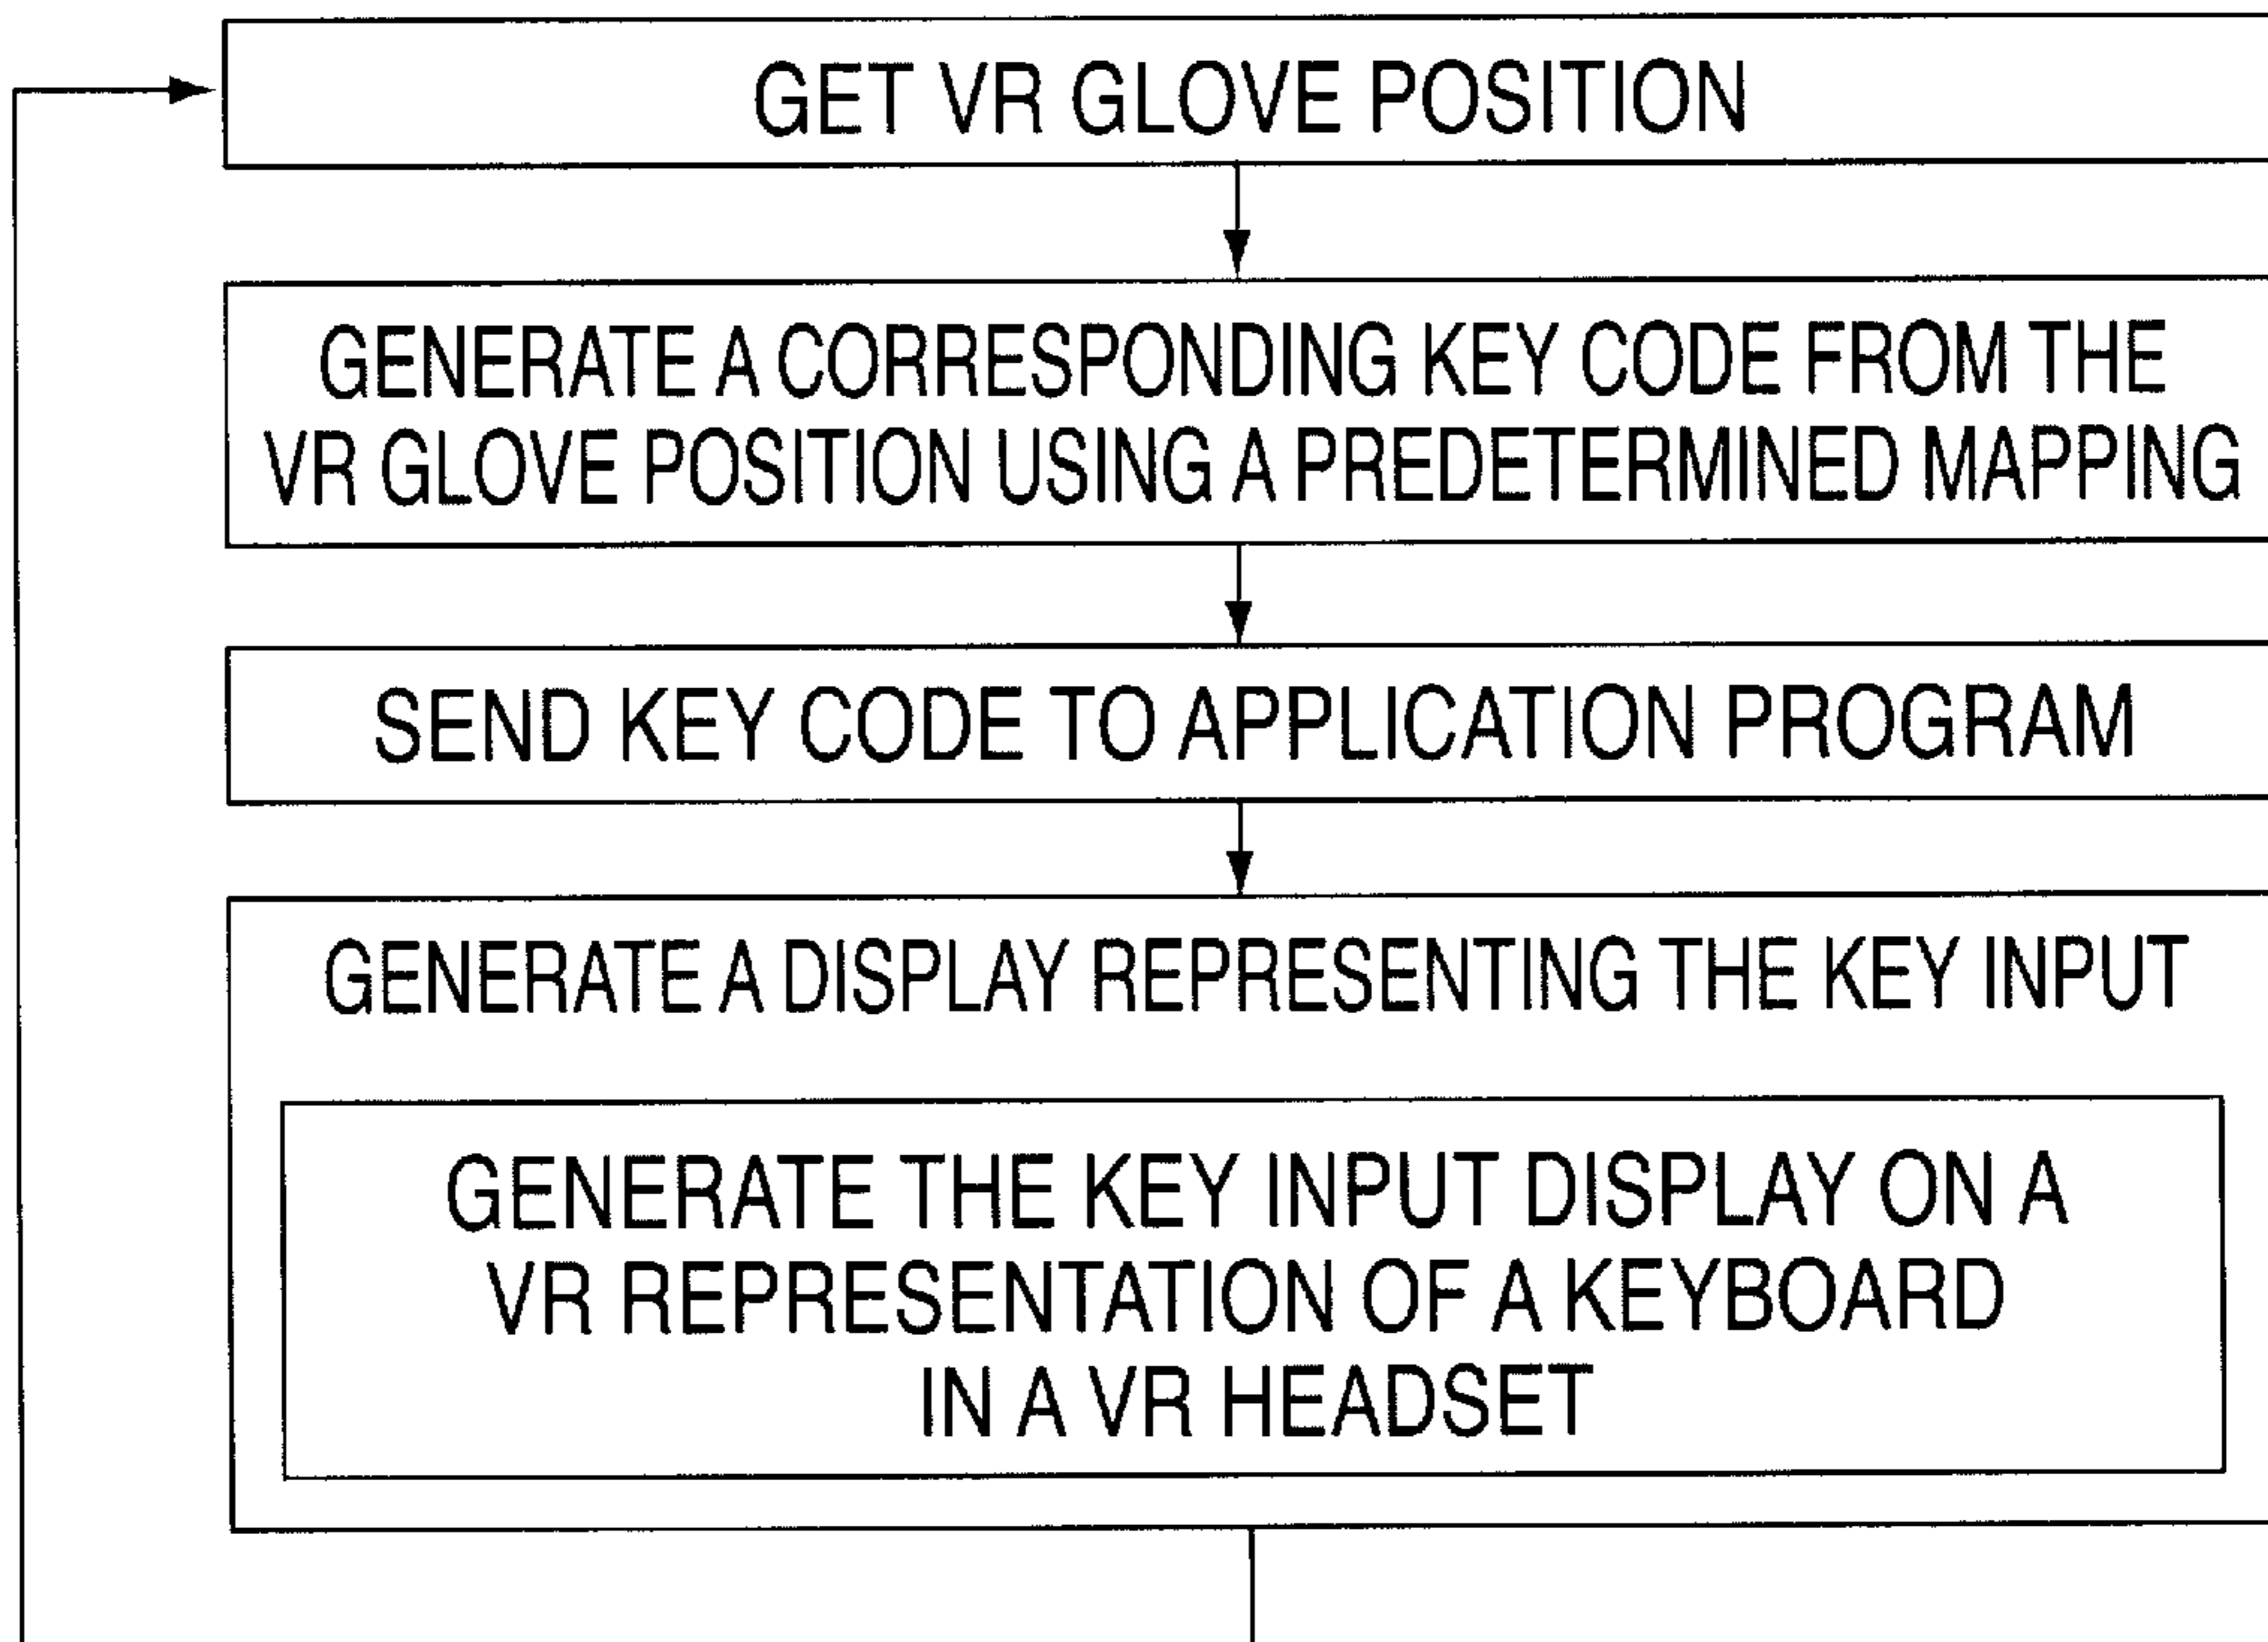 GET VR GLOVE POSITION
GENERATE A CORRESPONDING KEY CODE FROM THE
VR GLOVE POSITION USING A PREDETERMINED MAPPING
SEND KEY CODE TO APPLICATION PROGRAM
GENERATE A DISPLAY REPRESENTING THE KEY INPUT
GENERATE THE KEY INPUT DISPLAY ON A
VR REPRESENTATION OF A KEYBOARD
IN A VR HEADSET